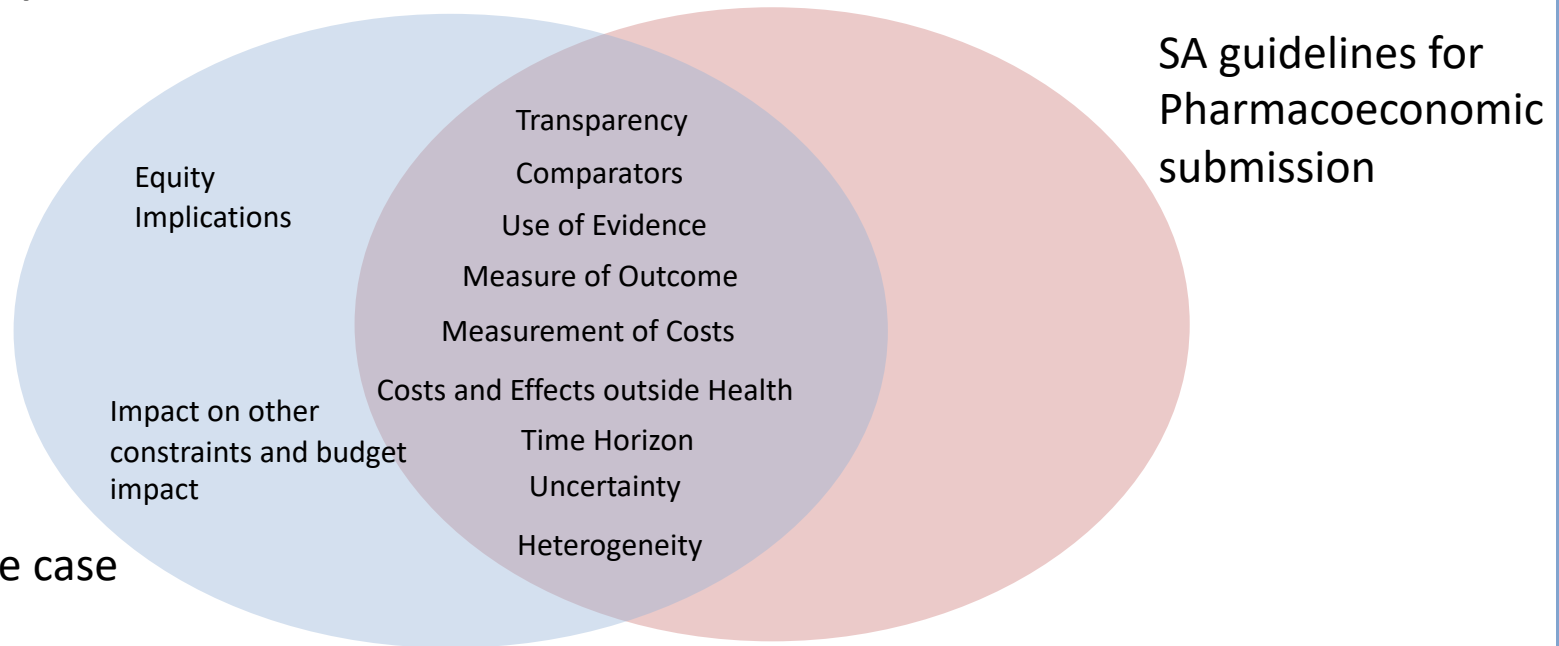 SA guidelines for
Pharmacoeconomic
submission
Transparency
Comparators
Use of Evidence
Measure of Outcome
Measurement of Costs
Costs and Effects outside Health
Time Horizon
Uncertainty
Heterogeneity
Equity
Implications
Impact on other
constraints and budget
impact
case